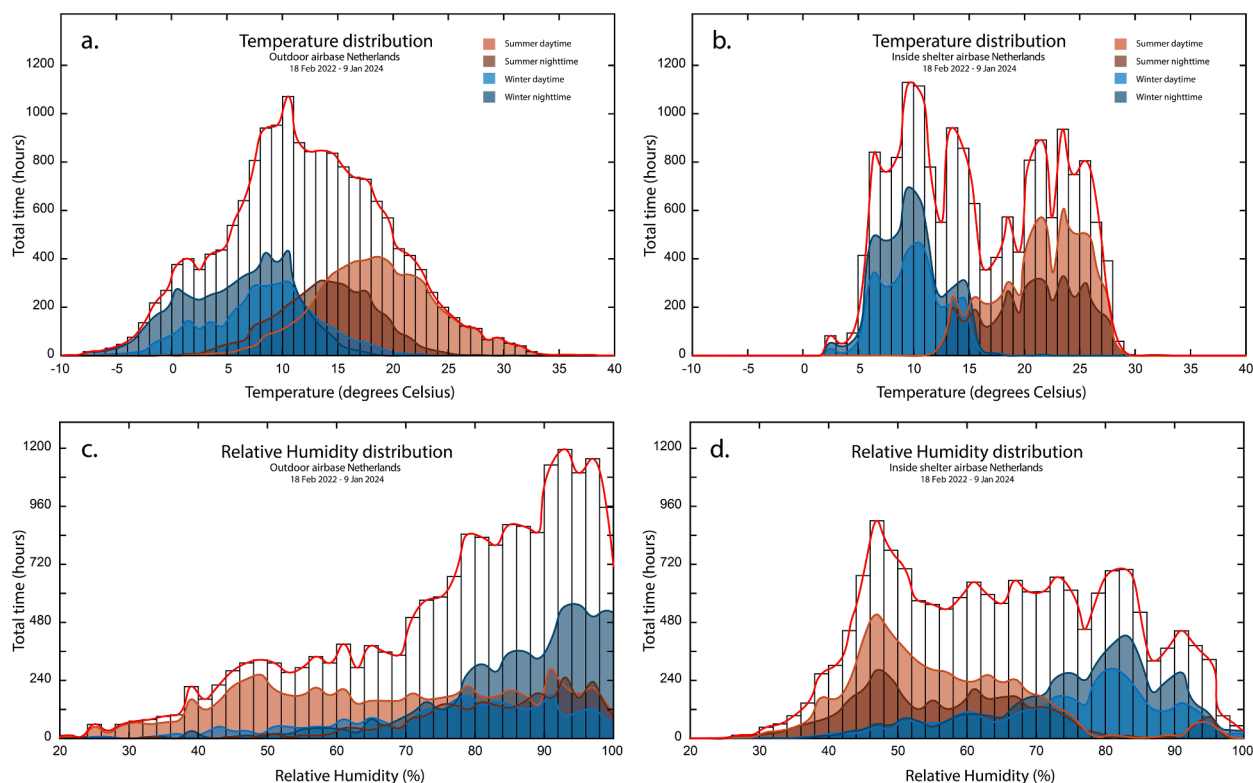 a.
Temperature distribution
Outdoor airbase Netherlands
18 Feb 2022 - 9 Jan 2024
Summer daytime
Summer nighttime
Winter daytime
Winter nighttime
Total time (hours)
1200
1000
800
600
400
200
0
-10 -5 0 5 10 15 20 25 30 35 40
Temperature (degrees Celsius)
b.
Temperature distribution
Inside shelter airbase Netherlands
18 Feb 2022 - 9 Jan 2024
Summer daytime
Summer nighttime
Winter daytime
Winter nighttime
Total time (hours)
1200
1000
800
600
400
200
0
-10 -5 0 5 10 15 20 25 30 35 40
Temperature (degrees Celsius)
c.
Relative Humidity distribution
Outdoor airbase Netherlands
18 Feb 2022 - 9 Jan 2024
Total time (hours)
1200
960
720
480
240
0
20 30 40 50 60 70 80 90 100
Relative Humidity (%)
d.
Relative Humidity distribution
Inside shelter airbase Netherlands
18 Feb 2022 - 9 Jan 2024
Total time (hours)
1200
960
720
480
240
0
20 30 40 50 60 70 80 90 100
Relative Humidity (%)